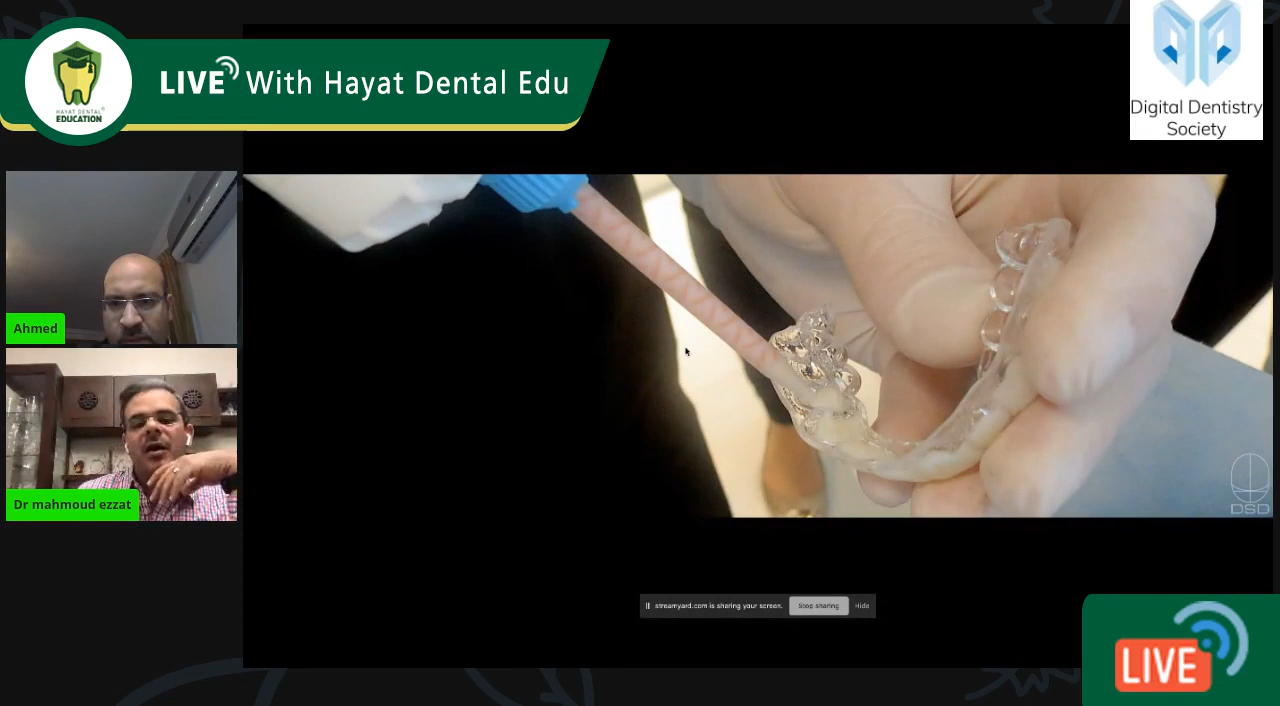 LIVE With Hayat Dental Edu
HAYAT DENTAL®
EDUCATION
Digital Dentistry
Society
Ahmed
Dr mahmoud ezzat
DSD
streamyard.com is sharing your screen. Stop sharing Hide
LIVE